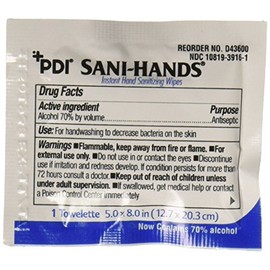 REORDER NO. D43600
NDC 10819-3916-1
PDI® SANI-HANDS®
Instant Hand Sanitizing Wipes
Drug Facts
Active ingredient Purpose
Alcohol 70% by volume Antiseptic
Use: For handwashing to decrease bacteria on the skin
Warnings ■Flammable, keep away from fire or flame. ■For
external use only. ■Do not use in or contact the eyes ■Discontinue
use if irritation and redness develop. If condition persists for more than
72 hours consult a doctor. ■Keep out of reach of children unless
under adult supervision. ■If swallowed, get medical help or contact
a Poison Control Center immediately
1 Towelette 5.0 x 8.0 in (12.7 x 20.3 cm)
Now Contains 70% alcohol